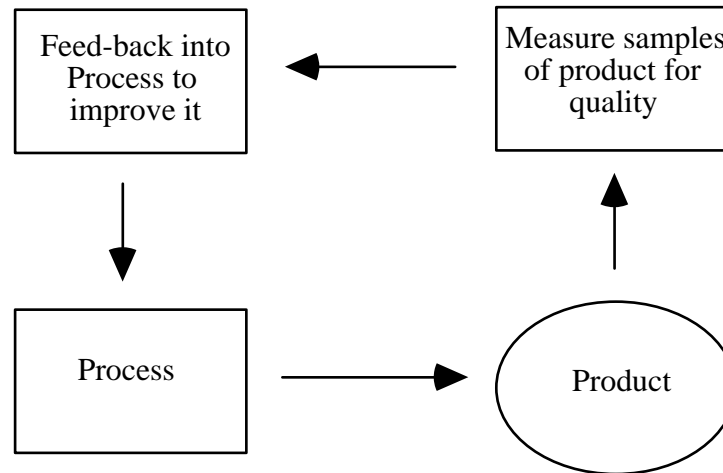 Feed-back into
Process to
improve it
Measure samples
of product for
quality
Process
Product